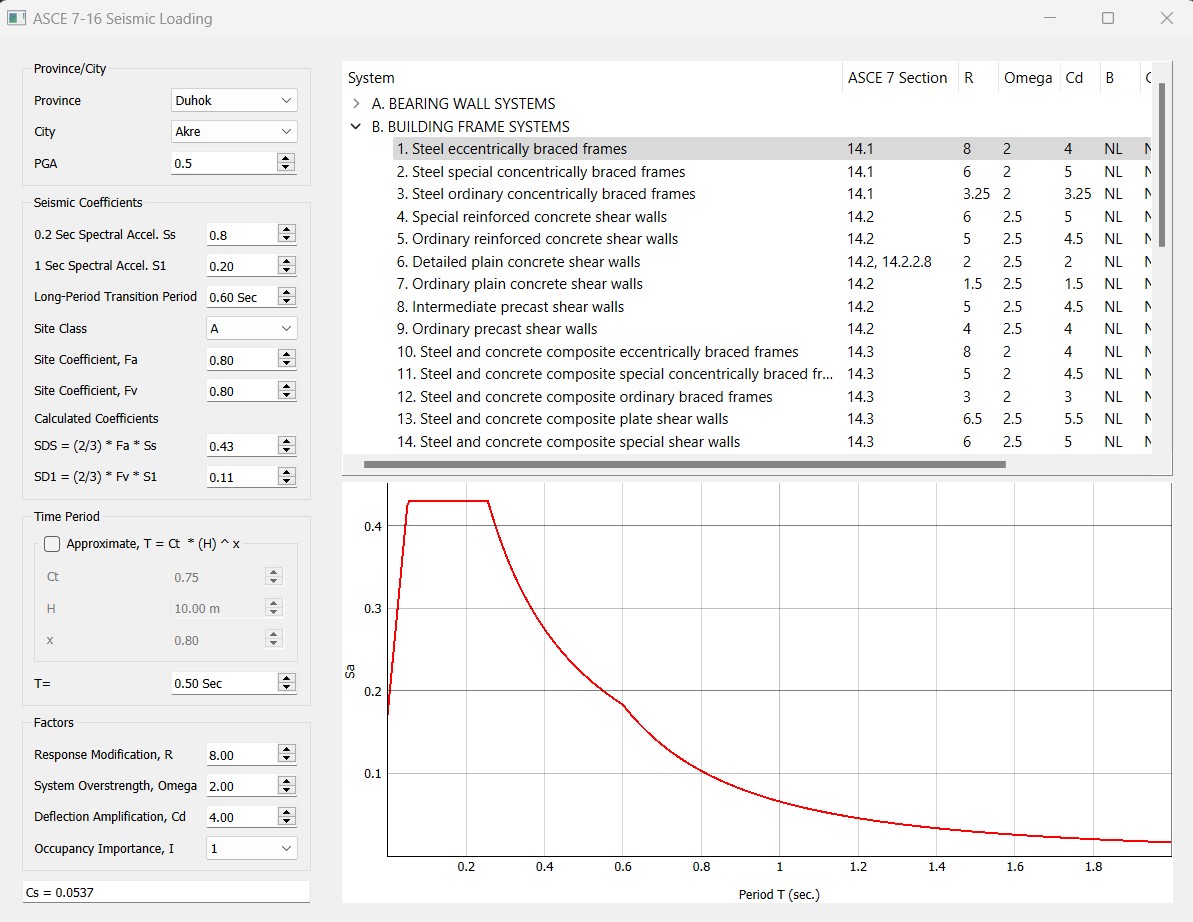 ASCE 7-16 Seismic Loading
Province/City
Province Duhok
City Akre
PGA 0.5
Seismic Coefficients
0.2 Sec Spectral Accel. Ss 0.8
1 Sec Spectral Accel. S1 0.20
Long-Period Transition Period 0.60 Sec
Site Class A
Site Coefficient, Fa 0.80
Site Coefficient, Fv 0.80
Calculated Coefficients
SDS = (2/3) * Fa * Ss 0.43
SD1 = (2/3) * Fv * S1 0.11
Time Period
Approximate, T = Ct * (H) ^ x
Ct 0.75
H 10.00 m
x 0.80
T= 0.50 Sec
Factors
Response Modification, R 8.00
System Overstrength, Omega 2.00
Deflection Amplification, Cd 4.00
Occupancy Importance, I 1
Cs = 0.0537
System ASCE 7 Section R Omega Cd B
A. BEARING WALL SYSTEMS
B. BUILDING FRAME SYSTEMS
1. Steel eccentrically braced frames 14.1 8 2 4 NL
2. Steel special concentrically braced frames 14.1 6 2 5 NL
3. Steel ordinary concentrically braced frames 14.1 3.25 2 3.25 NL
4. Special reinforced concrete shear walls 14.2 6 2.5 5 NL
5. Ordinary reinforced concrete shear walls 14.2 5 2.5 4.5 NL
6. Detailed plain concrete shear walls 14.2, 14.2.2.8 2 2.5 2 NL
7. Ordinary plain concrete shear walls 14.2 1.5 2.5 1.5 NL
8. Intermediate precast shear walls 14.2 5 2.5 4.5 NL
9. Ordinary precast shear walls 14.2 4 2.5 4 NL
10. Steel and concrete composite eccentrically braced frames 14.3 8 2 4 NL
11. Steel and concrete composite special concentrically braced fr... 14.3 5 2 4.5 NL
12. Steel and concrete composite ordinary braced frames 14.3 3 2 3 NL
13. Steel and concrete composite plate shear walls 14.3 6.5 2.5 5.5 NL
14. Steel and concrete composite special shear walls 14.3 6 2.5 5 NL
0.4
0.3
Sa
0.2
0.1
0.2 0.4 0.6 0.8 1 1.2 1.4 1.6 1.8
Period T (sec.)